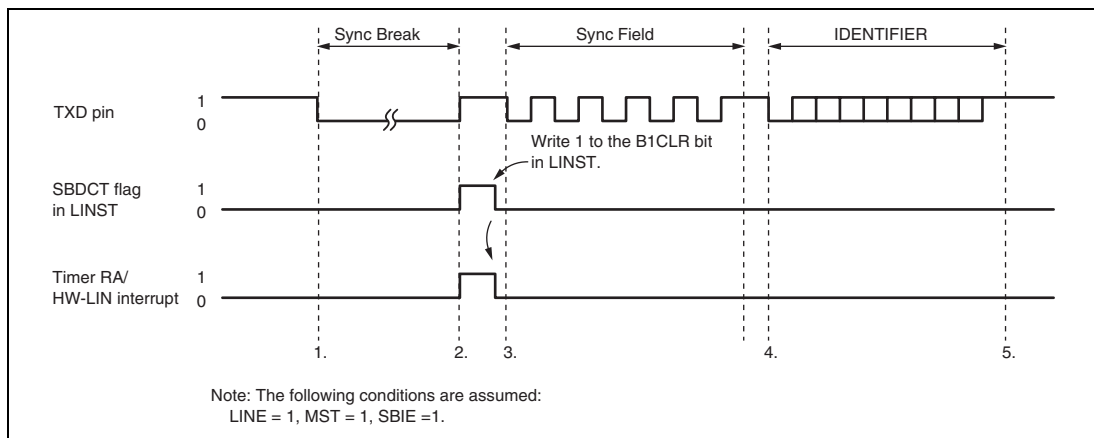 Sync Break
Sync Field
IDENTIFIER
TXD pin
1
0
Write 1 to the B1CLR bit
in LINST.
SBDCT flag
in LINST
1
0
Timer RA/
HW-LIN interrupt
1
0
1.
2.
3.
4.
5.
Note: The following conditions are assumed:
LINE = 1, MST = 1, SBIE =1.